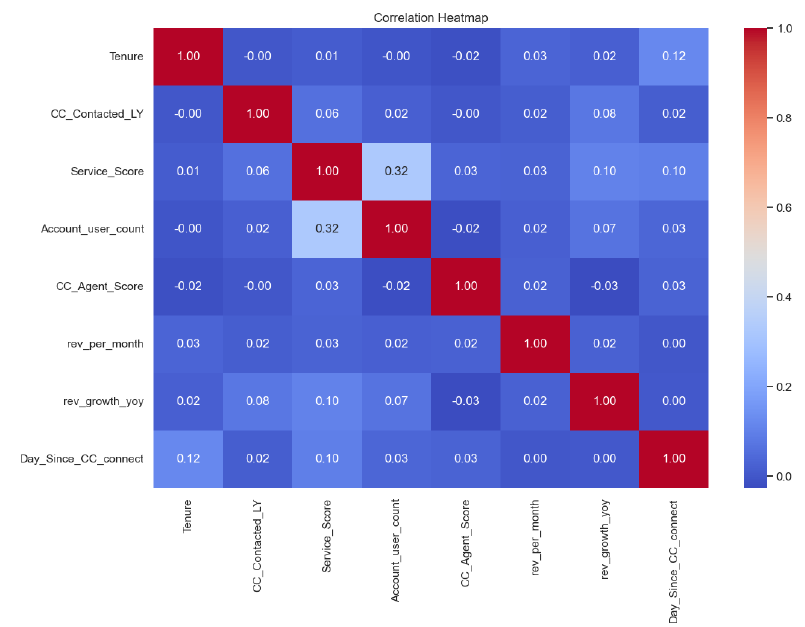 Correlation Heatmap
Tenure 1.00 -0.00 0.01 -0.00 -0.02 0.03 0.02 0.12
CC_Contacted_LY -0.00 1.00 0.06 0.02 -0.00 0.02 0.08 0.02
Service_Score 0.01 0.06 1.00 0.32 0.03 0.03 0.10 0.10
Account_user_count -0.00 0.02 0.32 1.00 -0.02 0.02 0.07 0.03
CC_Agent_Score -0.02 -0.00 0.03 -0.02 1.00 0.02 -0.03 0.03
rev_per_month 0.03 0.02 0.03 0.02 0.02 1.00 0.02 0.00
rev_growth_yoy 0.02 0.08 0.10 0.07 -0.03 0.02 1.00 0.00
Day_Since_CC_connect 0.12 0.02 0.10 0.03 0.03 0.00 0.00 1.00
Tenure
CC_Contacted_LY
Service_Score
Account_user_count
CC_Agent_Score
rev_per_month
rev_growth_yoy
Day_Since_CC_connect
1.0
0.8
0.6
0.4
0.2
0.0